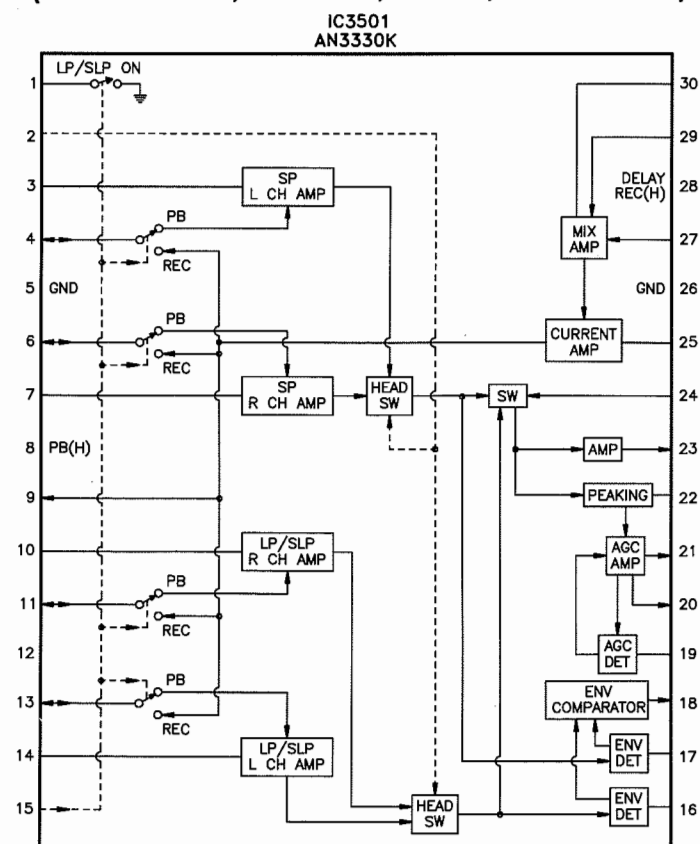 IC3501
AN3330K
LP/SLP ON
1
30
2
29
3
SP
L CH AMP
DELAY
REC(H)
28
PB
4
REC
MIX
AMP
27
5
GND
GND
26
PB
6
REC
CURRENT
AMP
25
7
SP
R CH AMP
HEAD
SW
SW
24
8
PB(H)
AMP
23
9
PEAKING
22
10
LP/SLP
R CH AMP
AGC
AMP
21
PB
11
REC
20
12
AGC
DET
19
PB
13
REC
ENV
COMPARATOR
18
14
LP/SLP
L CH AMP
ENV
DET
17
15
HEAD
SW
ENV
DET
16